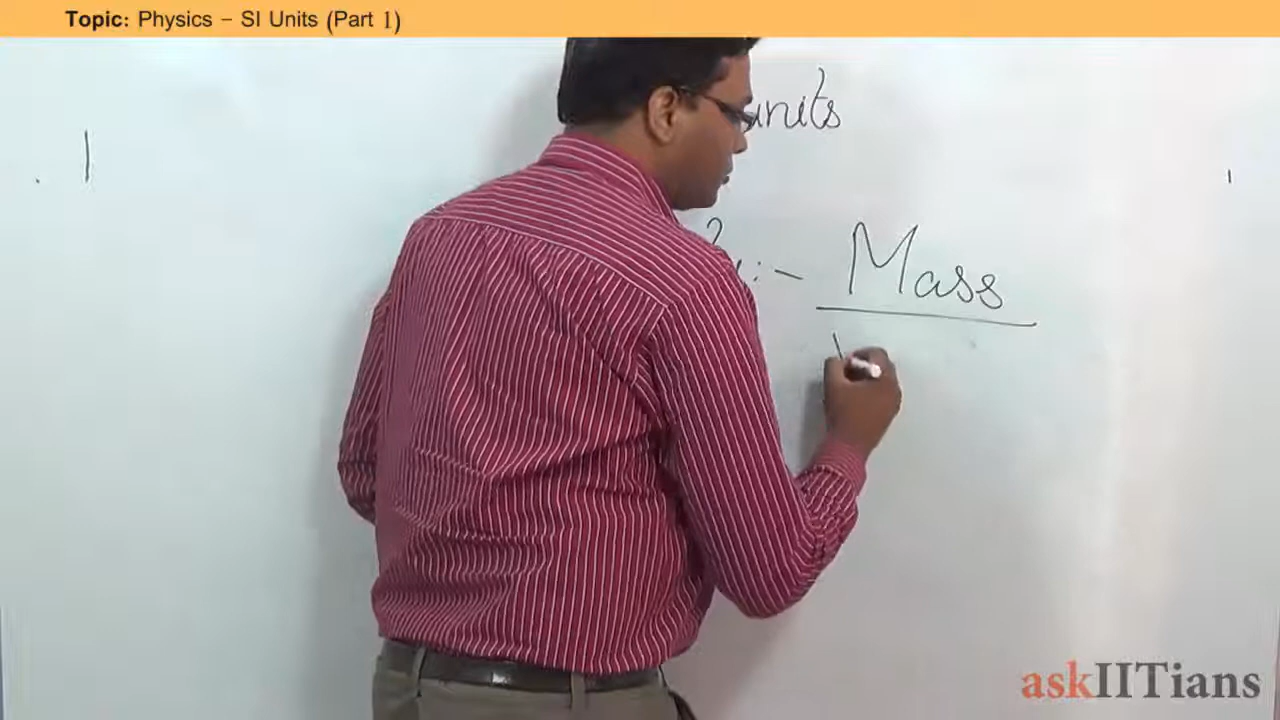 Topic: Physics – SI Units (Part 1)
units
:- Mass
askIITians